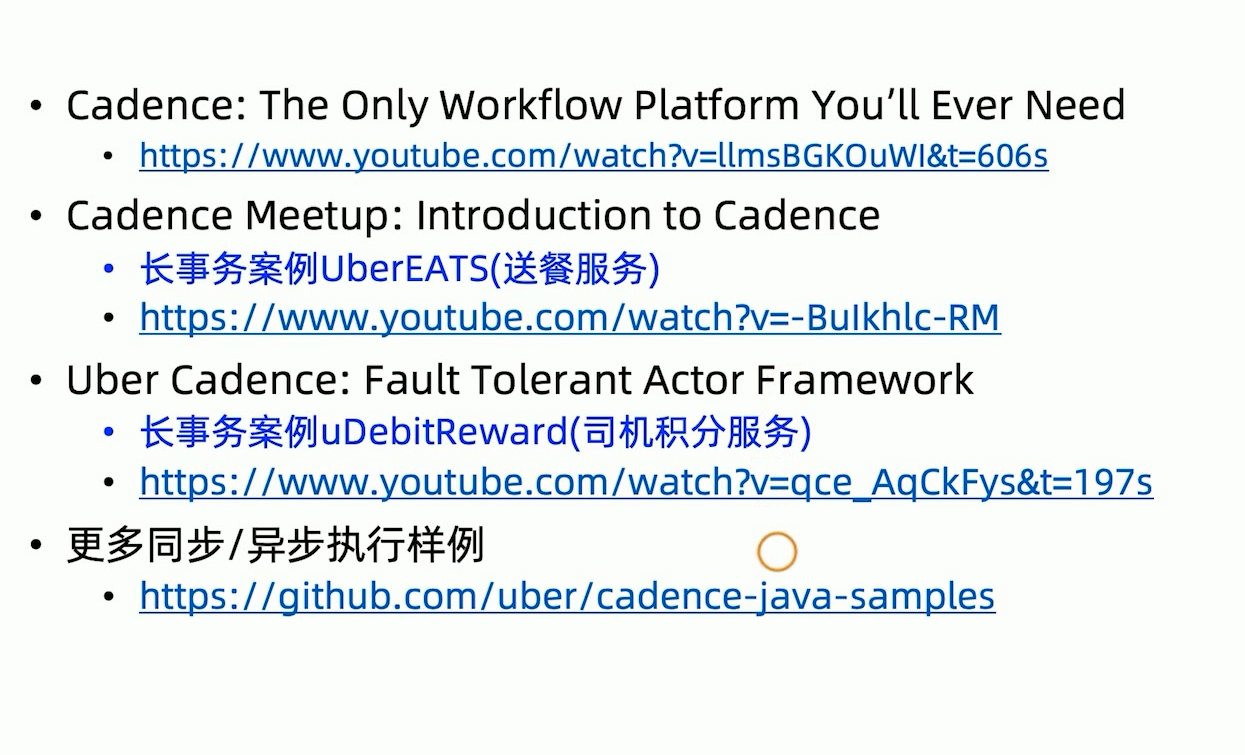 • Cadence: The Only Workflow Platform You’ll Ever Need
• https://www.youtube.com/watch?v=llmsBGKOuWI&t=606s
• Cadence Meetup: Introduction to Cadence
• 长事务案例UberEATS(送餐服务)
• https://www.youtube.com/watch?v=-BuIkhlc-RM
• Uber Cadence: Fault Tolerant Actor Framework
• 长事务案例uDebitReward(司机积分服务)
• https://www.youtube.com/watch?v=qce_AqCkFys&t=197s
• 更多同步/异步执行样例
• https://github.com/uber/cadence-java-samples